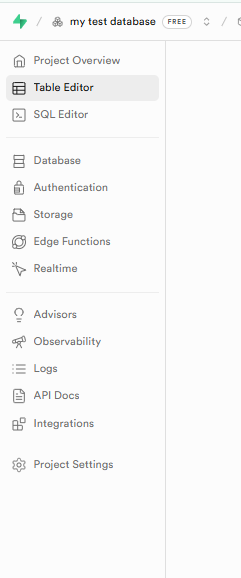 / my test database FREE /
Project Overview
Table Editor
SQL Editor
Database
Authentication
Storage
Edge Functions
Realtime
Advisors
Observability
Logs
API Docs
Integrations
Project Settings